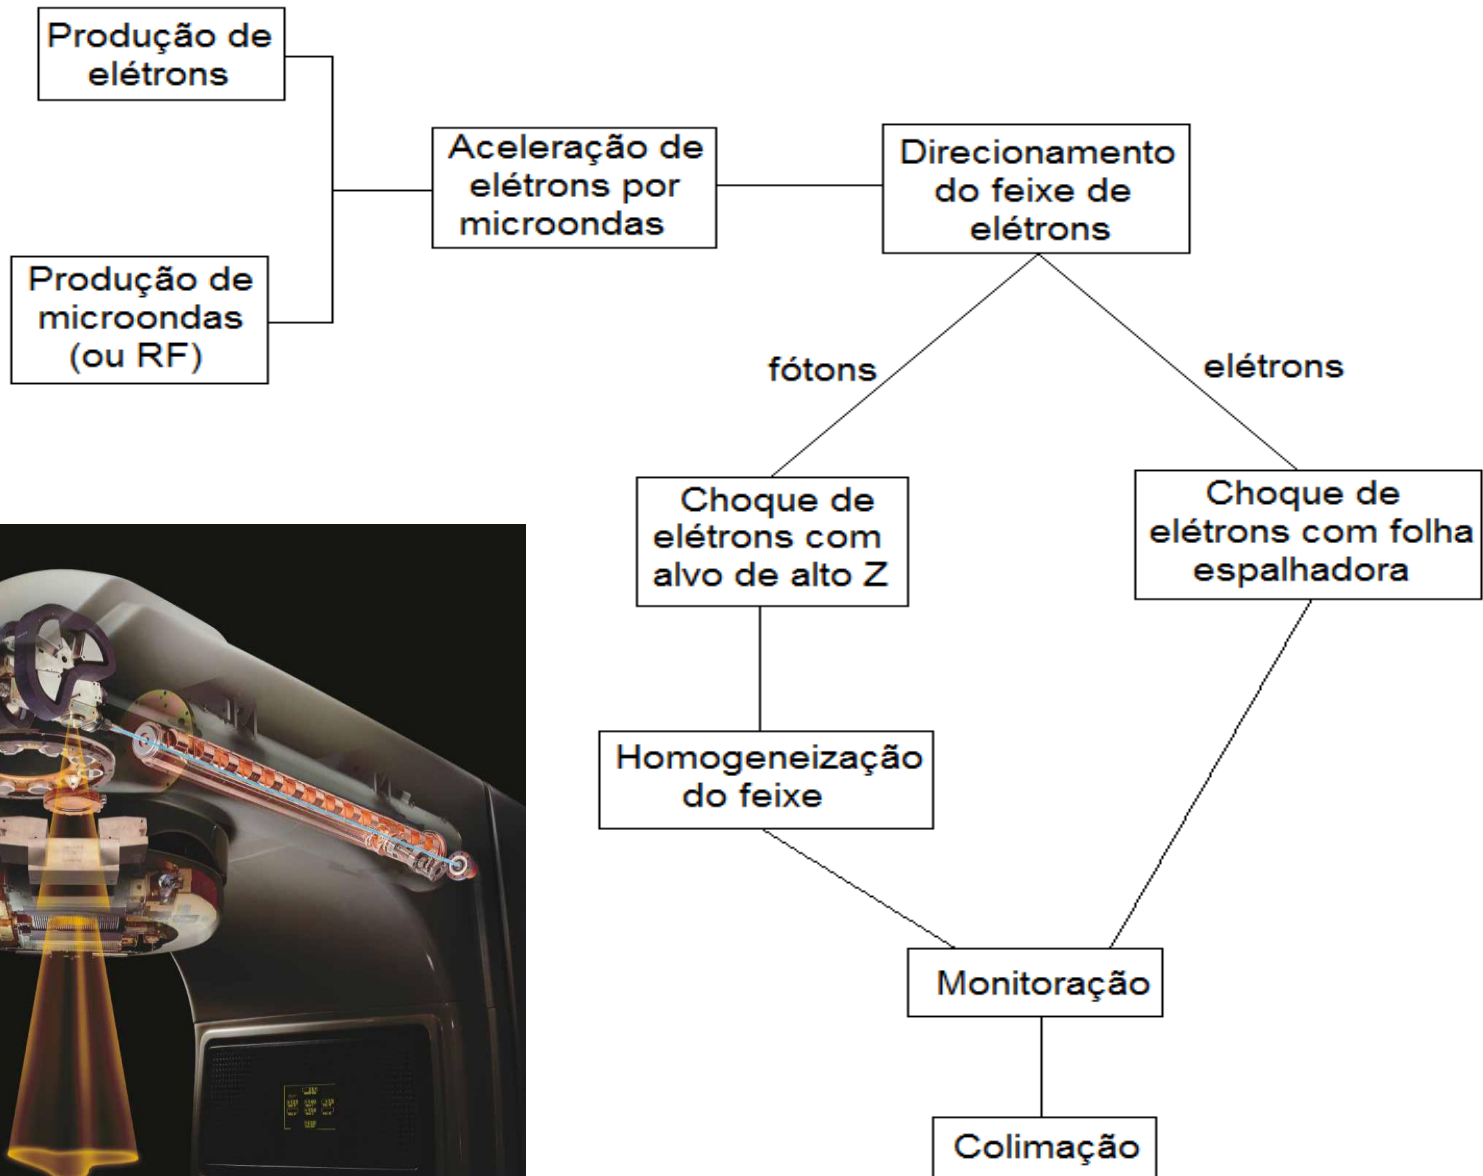 Produção de
elétrons
Produção de
microondas
(ou RF)
Aceleração de
elétrons por
microondas
Direcionamento
do feixe de
elétrons
fótons
elétrons
Choque de
elétrons com
alvo de alto Z
Choque de
elétrons com folha
espalhadora
Homogeneização
do feixe
Monitoração
Colimação